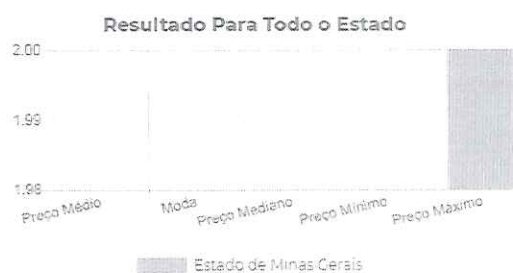 Resultado Para Todo o Estado
2.00
1.99
1.98
Preço Médio
Moda
Preço Mediano
Preço Mínimo
Preço Máximo
Estado de Minas Gerais